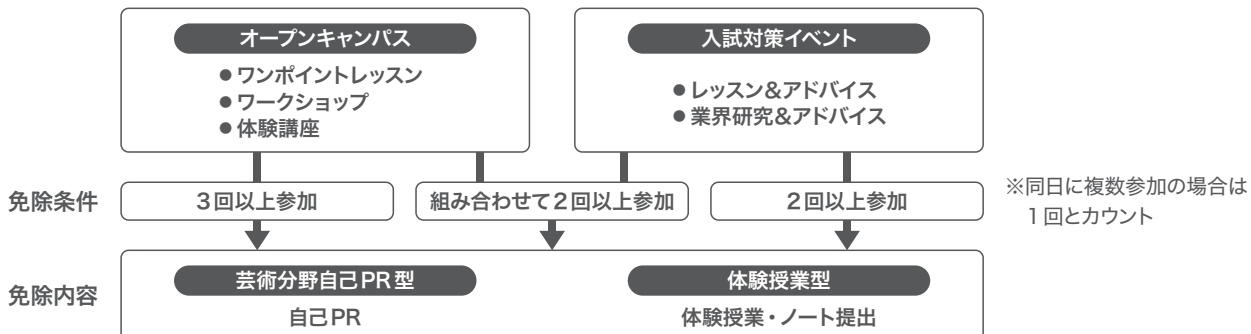 オープンキャンパス
●ワンポイントレッスン
●ワークショップ
●体験講座
入試対策イベント
●レッスン&アドバイス
●業界研究&アドバイス
免除条件
3回以上参加
組み合わせて2回以上参加
2回以上参加
※同日に複数参加の場合は
1回とカウント
免除内容
芸術分野自己PR型
自己PR
体験授業型
体験授業・ノート提出